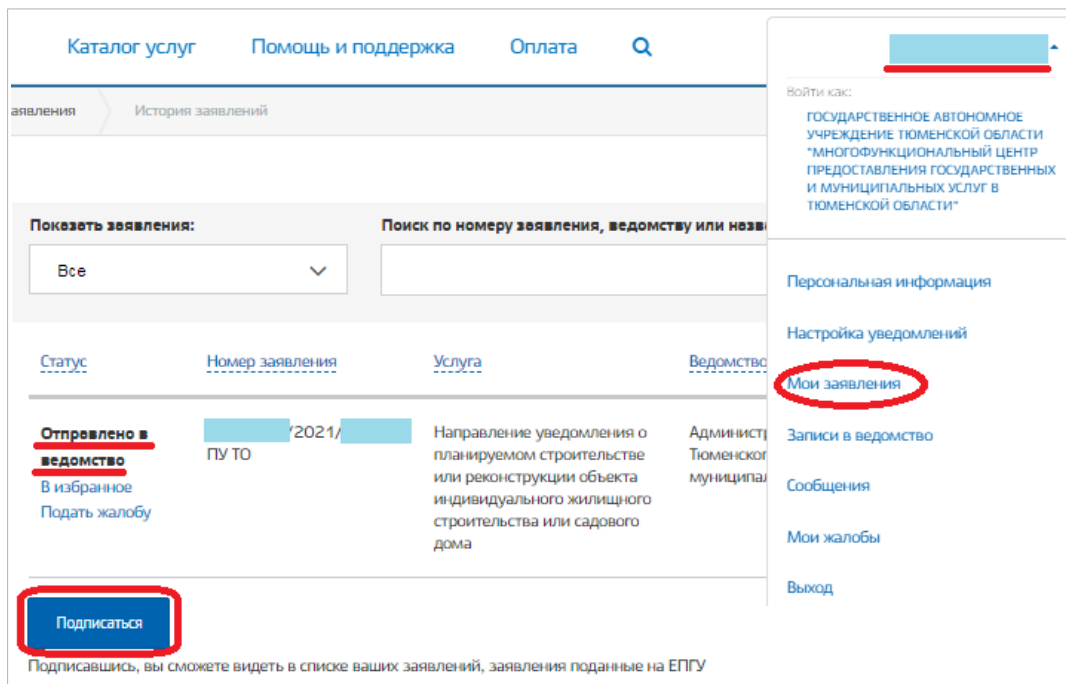 Каталог услуг Помощь и поддержка Оплата
аявления История заявлений
Войти как:
ГОСУДАРСТВЕННОЕ АВТОНОМНОЕ
УЧРЕЖДЕНИЕ ТЮМЕНСКОЙ ОБЛАСТИ
"МНОГОФУНКЦИОНАЛЬНЫЙ ЦЕНТР
ПРЕДОСТАВЛЕНИЯ ГОСУДАРСТВЕННЫХ
И МУНИЦИПАЛЬНЫХ УСЛУГ В
ТЮМЕНСКОЙ ОБЛАСТИ"
Персональная информация
Настройка уведомлений
Мои заявления
Записи в ведомство
Сообщения
Мои жалобы
Выход
Показать заявления:
Все
Поиск по номеру заявления, ведомству или назв
Статус Номер заявления Услуга Ведомство
Отправлено в
ведомство
В избранное
Подать жалобу
/2021/
ПУ ТО
Направление уведомления о
планируемом строительстве
или реконструкции объекта
индивидуального жилищного
строительства или садового
дома
Админист
Тюменског
муниципа
Подписаться
Подписавшись, вы сможете видеть в списке ваших заявлений, заявления поданные на ЕПГУ